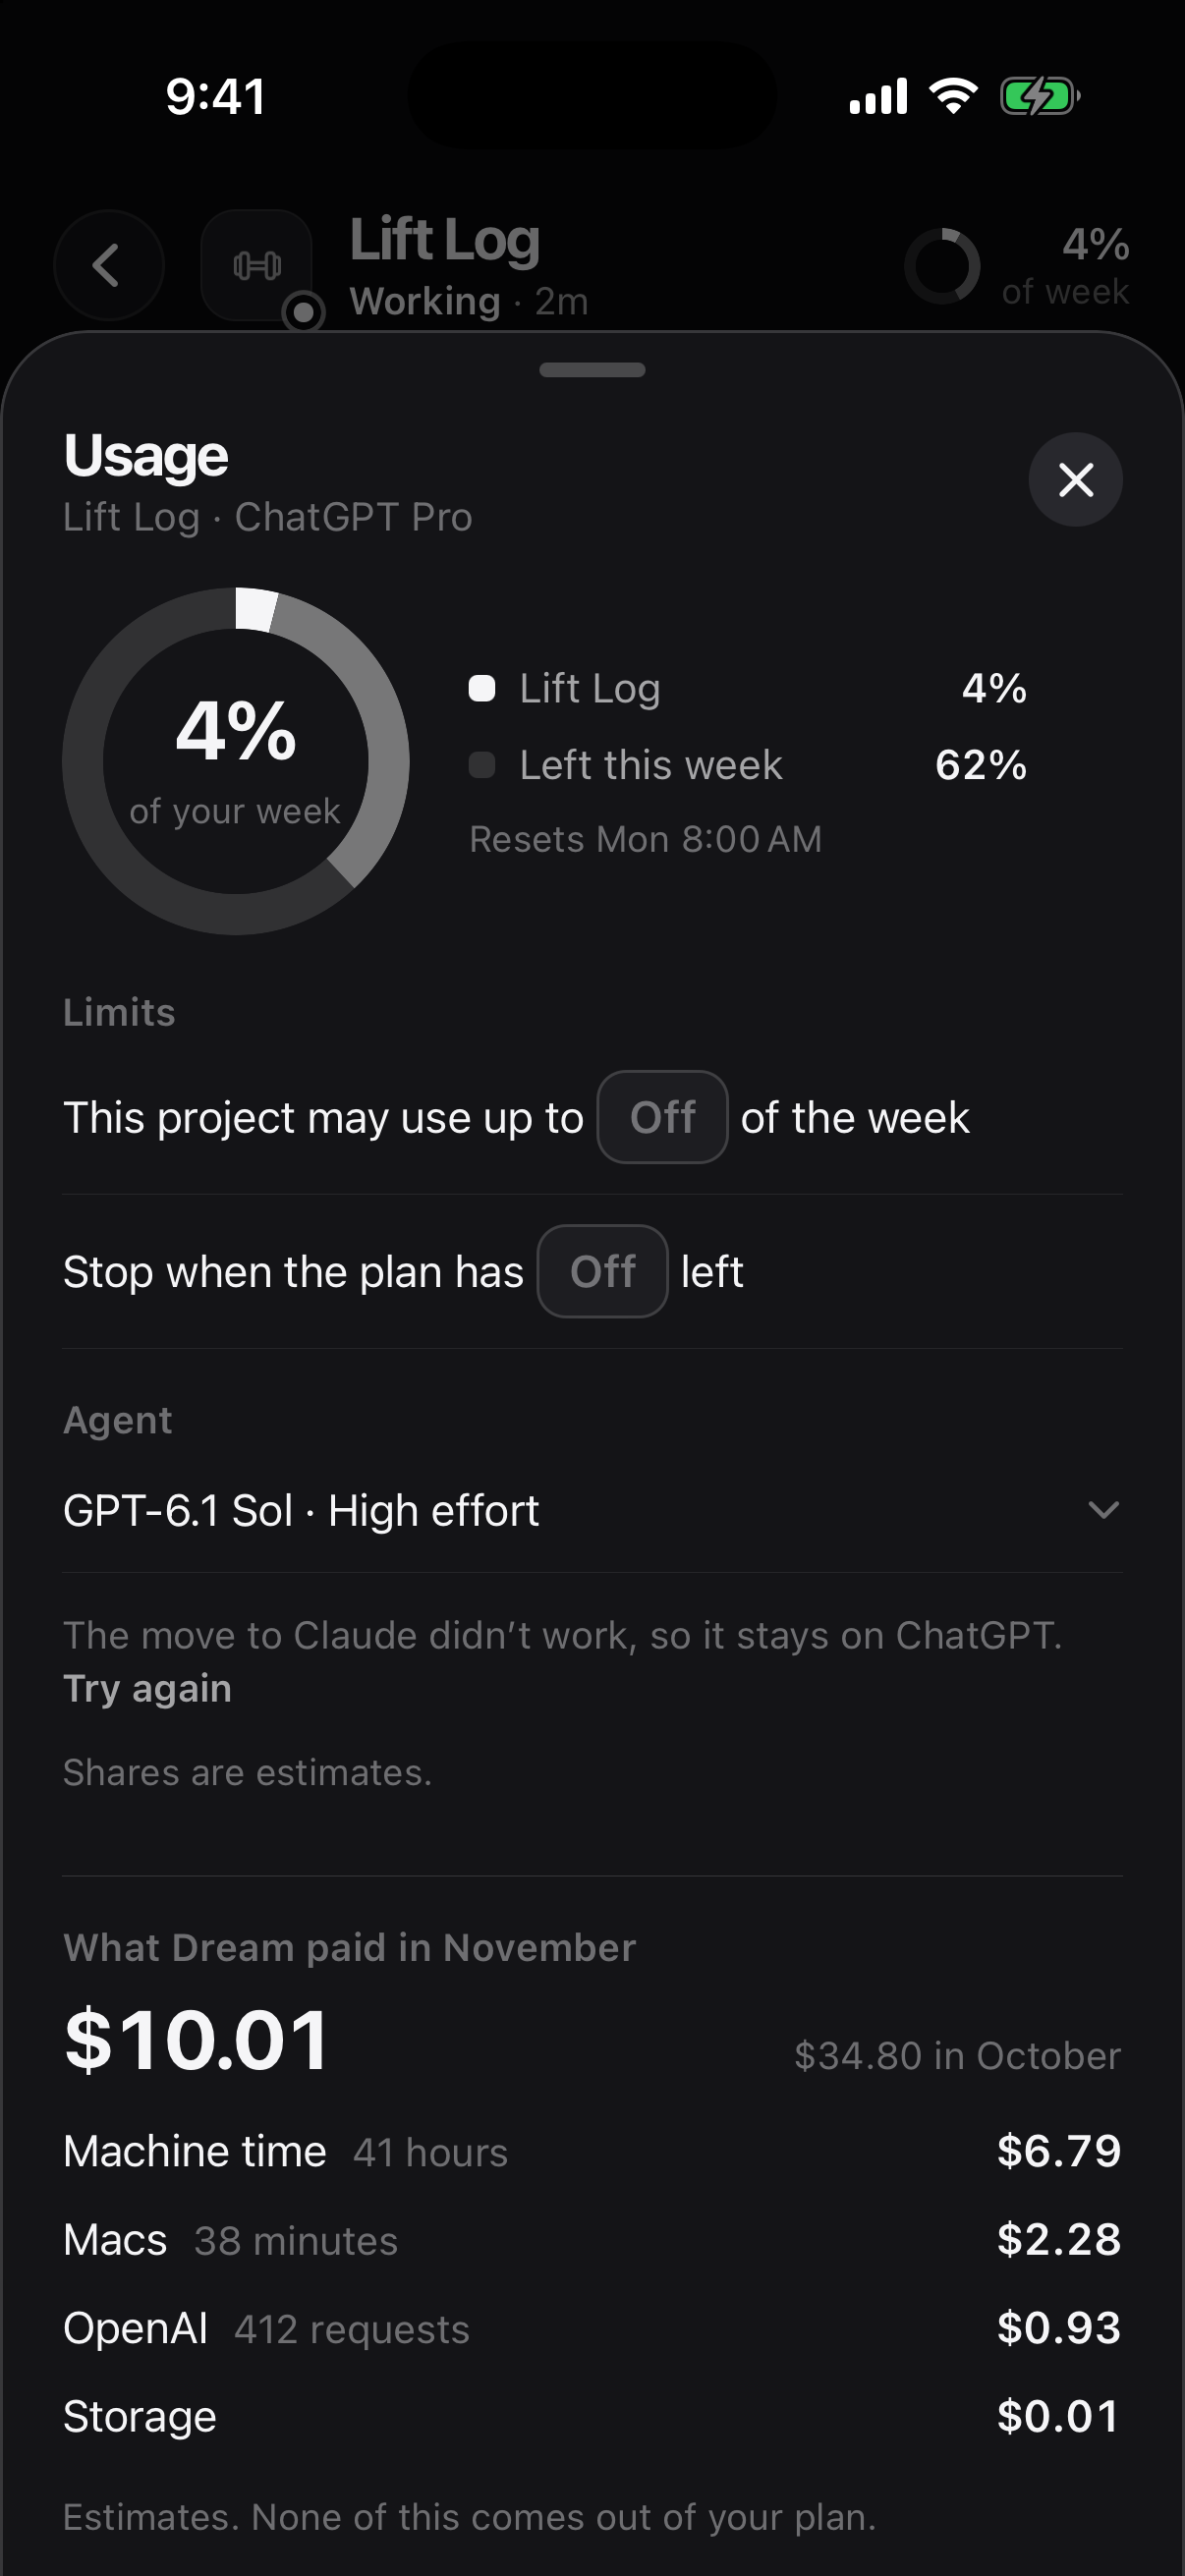 9:41
Lift Log
Working · 2m
4%
of week
Usage
Lift Log · ChatGPT Pro
4%
of your week
Lift Log 4%
Left this week 62%
Resets Mon 8:00 AM
Limits
This project may use up to Off of the week
Stop when the plan has Off left
Agent
GPT-6.1 Sol · High effort
The move to Claude didn’t work, so it stays on ChatGPT.
Try again
Shares are estimates.
What Dream paid in November
$10.01
$34.80 in October
Machine time 41 hours $6.79
Macs 38 minutes $2.28
OpenAI 412 requests $0.93
Storage $0.01
Estimates. None of this comes out of your plan.